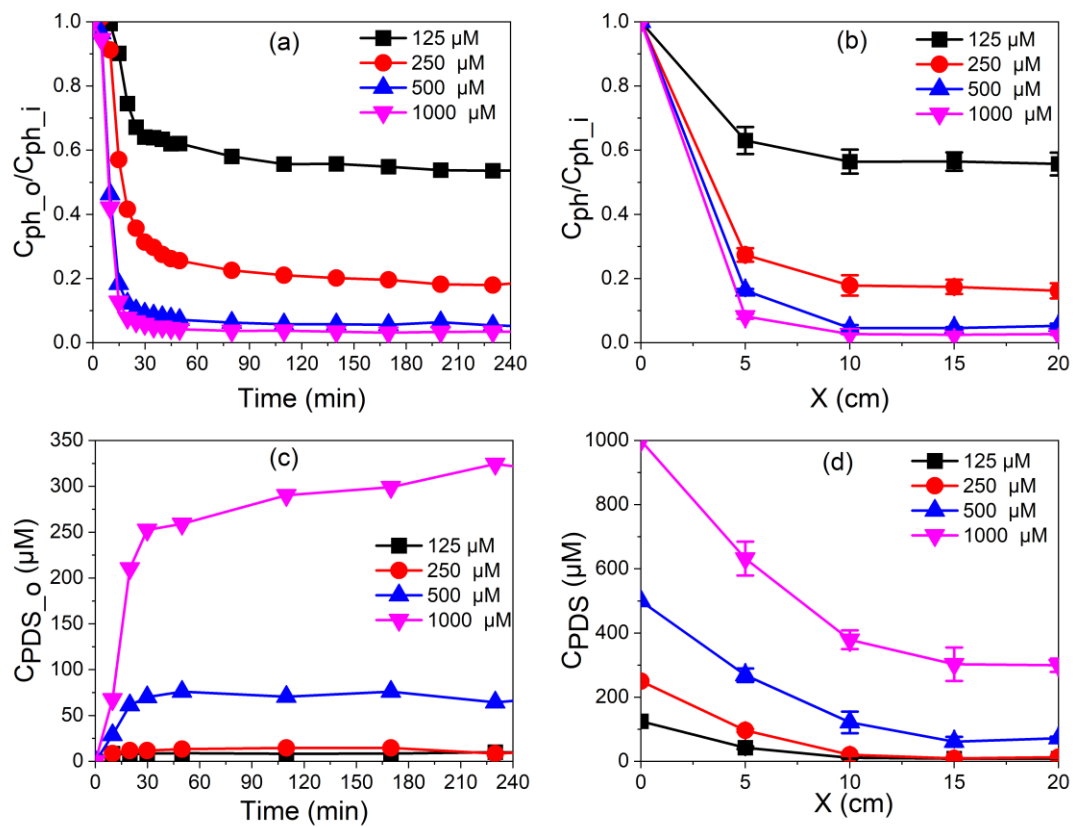 (a)
125 µM
250 µM
500 µM
1000 µM
Cph_o/Cph_i
1.0
0.8
0.6
0.4
0.2
0.0
0 30 60 90 120 150 180 210 240
Time (min)
(b)
125 µM
250 µM
500 µM
1000 µM
Cph/Cph_i
1.0
0.8
0.6
0.4
0.2
0.0
0 5 10 15 20
X (cm)
(c)
125 µM
250 µM
500 µM
1000 µM
CPDS_o (µM)
350
300
250
200
150
100
50
0
0 30 60 90 120 150 180 210 240
Time (min)
(d)
125 µM
250 µM
500 µM
1000 µM
CPDS (µM)
1000
800
600
400
200
0
0 5 10 15 20
X (cm)